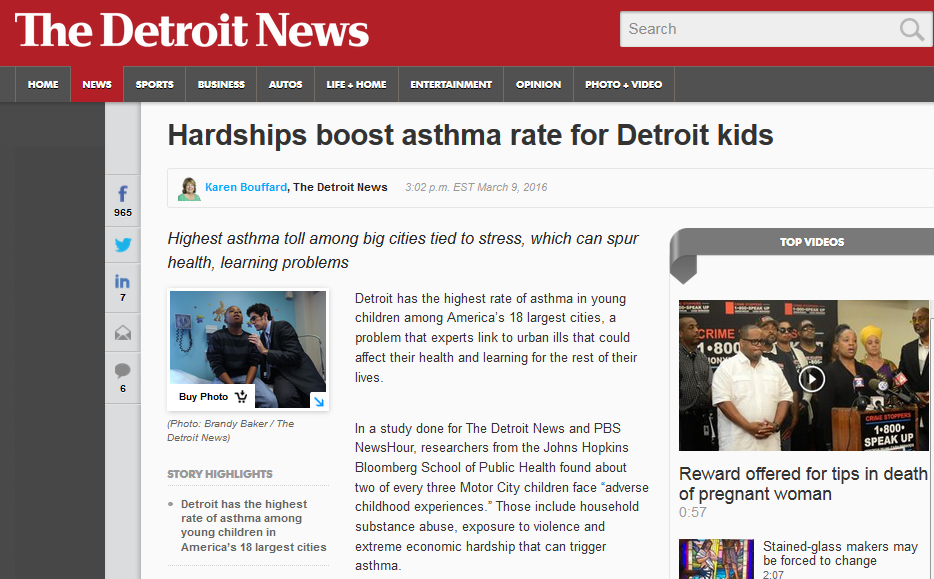 The Detroit News
Search
HOME
NEWS
SPORTS
BUSINESS
AUTOS
LIFE + HOME
ENTERTAINMENT
OPINION
PHOTO + VIDEO
Hardships boost asthma rate for Detroit kids
Karen Bouffard, The Detroit News 3:02 p.m. EST March 9, 2016
965
7
6
Highest asthma toll among big cities tied to stress, which can spur
health, learning problems
Buy Photo
(Photo: Brandy Baker / The
Detroit News)
STORY HIGHLIGHTS
• Detroit has the highest
rate of asthma among
young children in
America's 18 largest cities
Detroit has the highest rate of asthma in young
children among America's 18 largest cities, a
problem that experts link to urban ills that could
affect their health and learning for the rest of their
lives.
In a study done for The Detroit News and PBS
NewsHour, researchers from the Johns Hopkins
Bloomberg School of Public Health found about
two of every three Motor City children face “adverse
childhood experiences.” Those include household
substance abuse, exposure to violence and
extreme economic hardship that can trigger
asthma.
TOP VIDEOS
CRIME
1·800
CRIME STOPPERS
1·800
SPEAK UP
Reward offered for tips in death
of pregnant woman
0:57
Stained-glass makers may
be forced to change
2:07